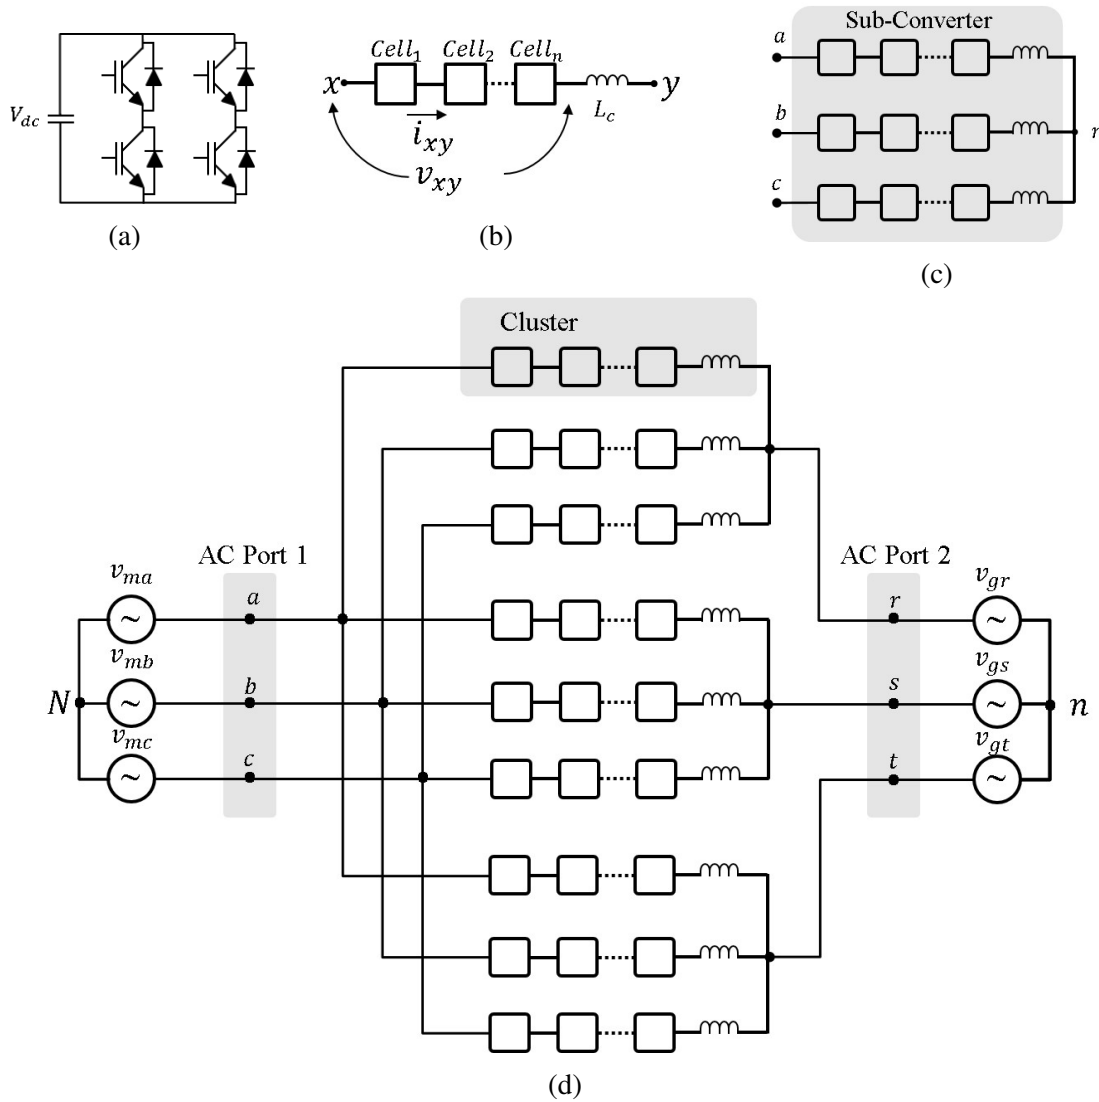 V_dc
(a)
Cell_1 Cell_2 Cell_n
x y
i_xy
L_c
v_xy
(b)
Sub-Converter
a
b
c
r
(c)
Cluster
AC Port 1
AC Port 2
v_ma
a
r
v_gr
~
~
v_mb
b
s
v_gs
N
~
~
n
v_mc
c
t
v_gt
~
~
(d)